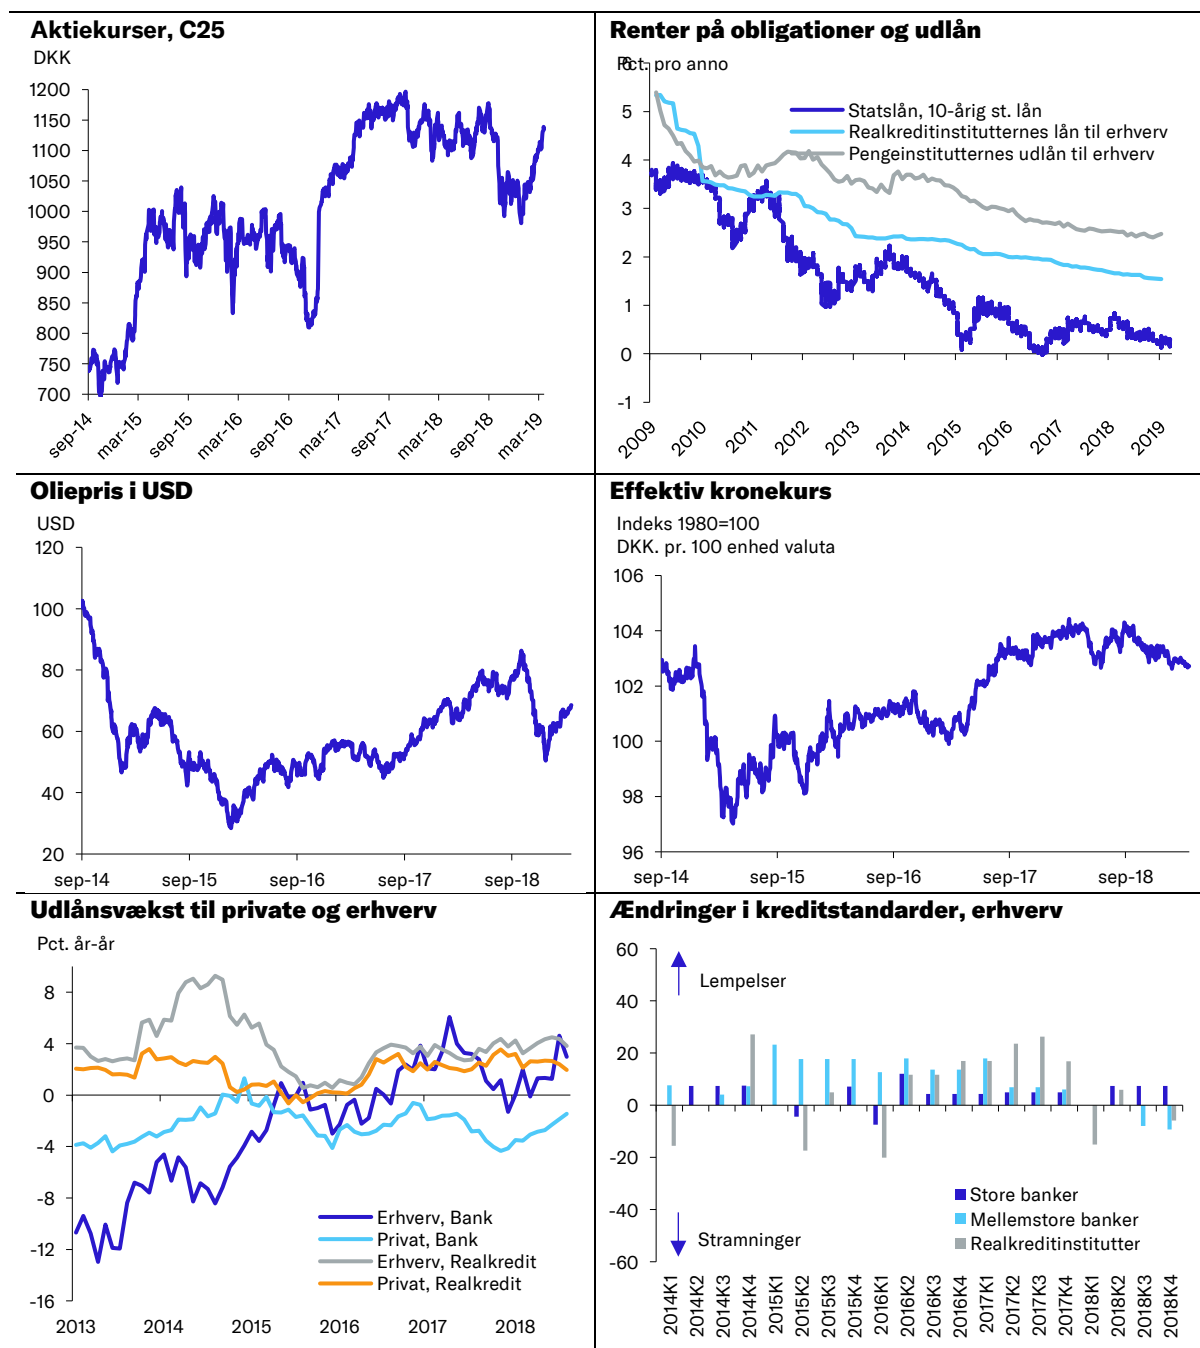 Aktiekurser, C25
DKK
1200
1150
1100
1050
1000
950
900
850
800
750
700
sep-14
mar-15
sep-15
mar-16
sep-16
mar-17
sep-17
mar-18
sep-18
mar-19
Renter på obligationer og udlån
Pct. pro anno
6
5
4
3
2
1
0
-1
Statslån, 10-årig st. lån
Realkreditinstitutternes lån til erhverv
Pengeinstitutternes udlån til erhverv
2009
2010
2011
2012
2013
2014
2015
2016
2017
2018
2019
Oliepris i USD
USD
120
100
80
60
40
20
sep-14
sep-15
sep-16
sep-17
sep-18
Effektiv kronekurs
Indeks 1980=100
DKK. pr. 100 enhed valuta
106
104
102
100
98
96
sep-14
sep-15
sep-16
sep-17
sep-18
Udlånsvækst til private og erhverv
Pct. år-år
8
4
0
-4
-8
-12
-16
Erhverv, Bank
Privat, Bank
Erhverv, Realkredit
Privat, Realkredit
2013
2014
2015
2016
2017
2018
Ændringer i kreditstandarder, erhverv
60
40
20
0
-20
-40
-60
Lempelser
Stramninger
Store banker
Mellemstore banker
Realkreditinstitutter
2014K1
2014K2
2014K3
2014K4
2015K1
2015K2
2015K3
2015K4
2016K1
2016K2
2016K3
2016K4
2017K1
2017K2
2017K3
2017K4
2018K1
2018K2
2018K3
2018K4